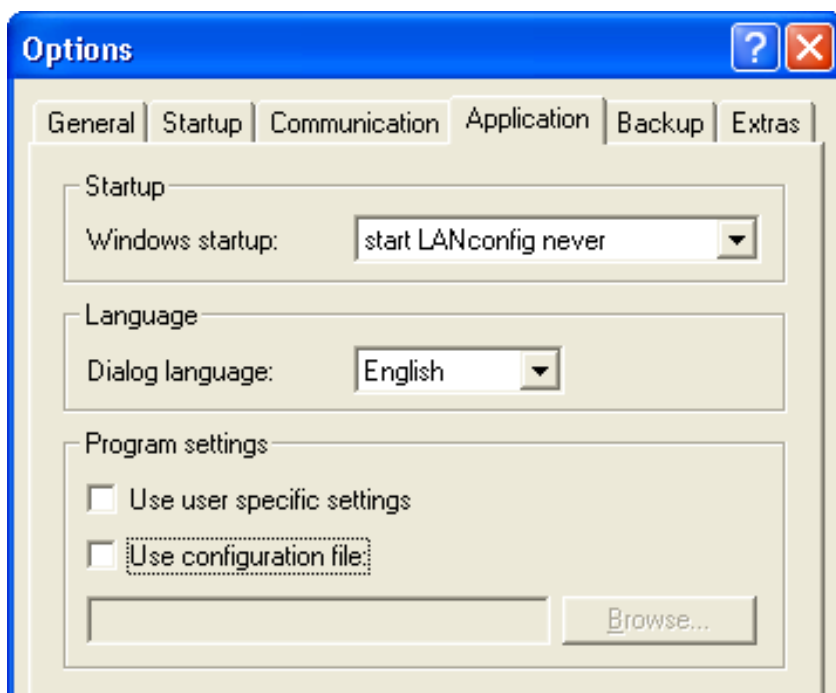 Options
General Startup Communication Application Backup Extras
Startup
Windows startup: start LANconfig never
Language
Dialog language: English
Program settings
Use user specific settings
Use configuration file:
Browse...